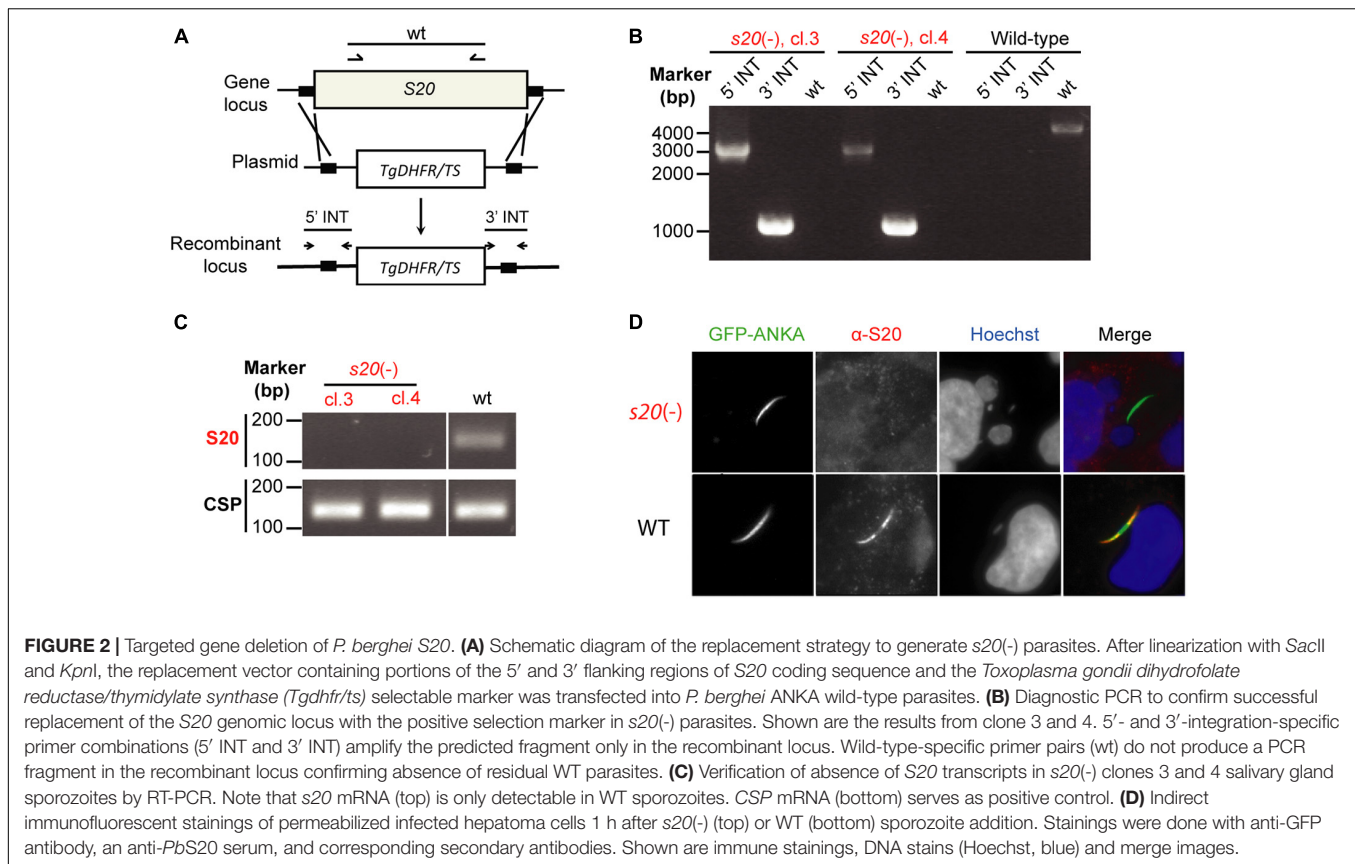 A
wt
Gene
locus
S20
Plasmid
TgDHFR/TS
5′ INT
3′ INT
Recombinant
locus
TgDHFR/TS
B
s20(-), cl.3
s20(-), cl.4
Wild-type
Marker
(bp)
5′ INT
3′ INT
wt
5′ INT
3′ INT
wt
5′ INT
3′ INT
wt
4000
3000
2000
1000
C
Marker
(bp)
s20(-)
cl.3
cl.4
wt
S20
200
100
CSP
200
100
D
GFP-ANKA
α-S20
Hoechst
Merge
s20(-)
WT
FIGURE 2 | Targeted gene deletion of P. berghei S20. (A) Schematic diagram of the replacement strategy to generate s20(-) parasites. After linearization with SacII
and KpnI, the replacement vector containing portions of the 5′ and 3′ flanking regions of S20 coding sequence and the Toxoplasma gondii dihydrofolate
reductase/thymidylate synthase (Tgdhfr/ts) selectable marker was transfected into P. berghei ANKA wild-type parasites. (B) Diagnostic PCR to confirm successful
replacement of the S20 genomic locus with the positive selection marker in s20(-) parasites. Shown are the results from clone 3 and 4. 5′- and 3′-integration-specific
primer combinations (5′ INT and 3′ INT) amplify the predicted fragment only in the recombinant locus. Wild-type-specific primer pairs (wt) do not produce a PCR
fragment in the recombinant locus confirming absence of residual WT parasites. (C) Verification of absence of S20 transcripts in s20(-) clones 3 and 4 salivary gland
sporozoites by RT-PCR. Note that s20 mRNA (top) is only detectable in WT sporozoites. CSP mRNA (bottom) serves as positive control. (D) Indirect
immunofluorescent stainings of permeabilized infected hepatoma cells 1 h after s20(-) (top) or WT (bottom) sporozoite addition. Stainings were done with anti-GFP
antibody, an anti-PbS20 serum, and corresponding secondary antibodies. Shown are immune stainings, DNA stains (Hoechst, blue) and merge images.